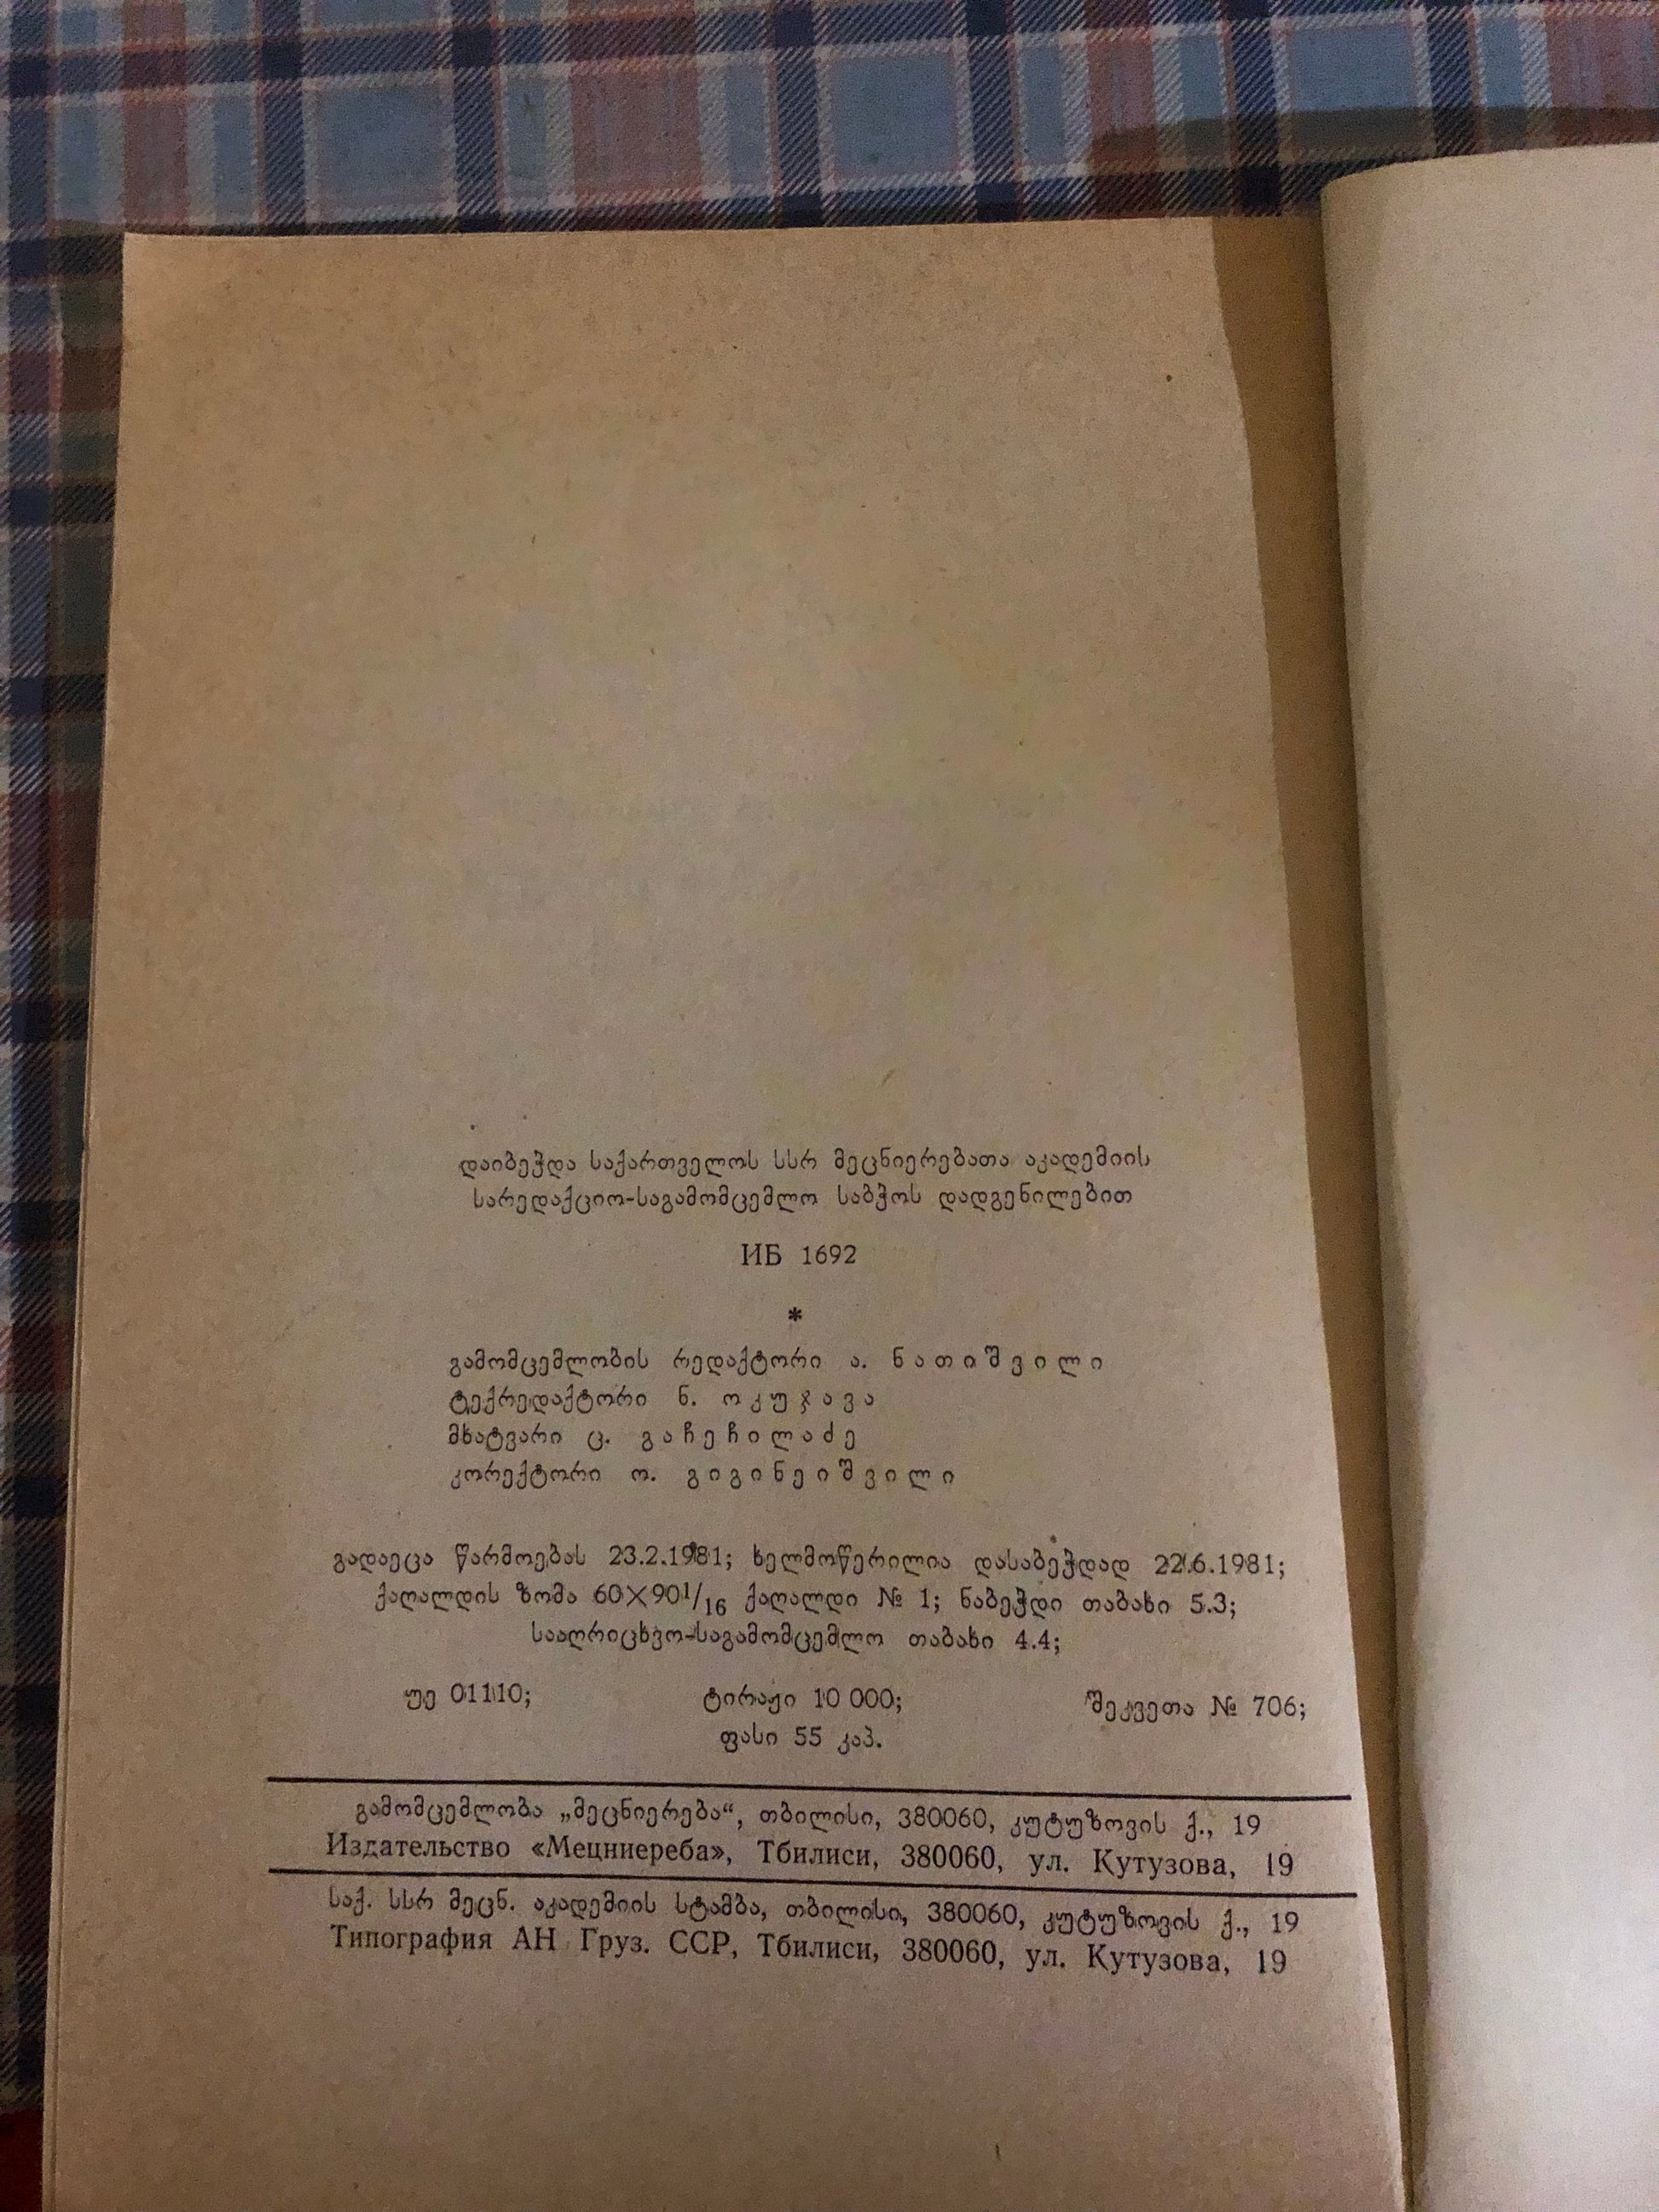 დაიბეჭდა საქართველოს სსრ მეცნიერებათა აკადემიის
სარედაქციო-საგამომცემლო საბჭოს დადგენილებით
ИБ 1692
*
გამომცემლობის რედაქტორი ა. ნათიშვილი
ტექრედაქტორი ნ. ოკუჯავა
მხატვარი ც. გაჩეჩილაძე
კორექტორი ო. გიგინეიშვილი
გადაეცა წარმოებას 23.2.1981; ხელმოწერილია დასაბეჭდად 22.6.1981;
ქაღალდის ზომა 60×90¹/₁₆ ქაღალდი № 1; ნაბეჭდი თაბახი 5.3;
სააღრიცხვო-საგამომცემლო თაბახი 4.4;
უე 01110; ტირაჟი 10 000; შეკვეთა № 706;
ფასი 55 კაპ.
გამომცემლობა „მეცნიერება“, თბილისი, 380060, კუტუზოვის ქ., 19
Издательство «Мецниереба», Тбилиси, 380060, ул. Кутузова, 19
საქ. სსრ მეცნ. აკადემიის სტამბა, თბილისი, 380060, კუტუზოვის ქ., 19
Типография АН Груз. ССР, Тбилиси, 380060, ул. Кутузова, 19